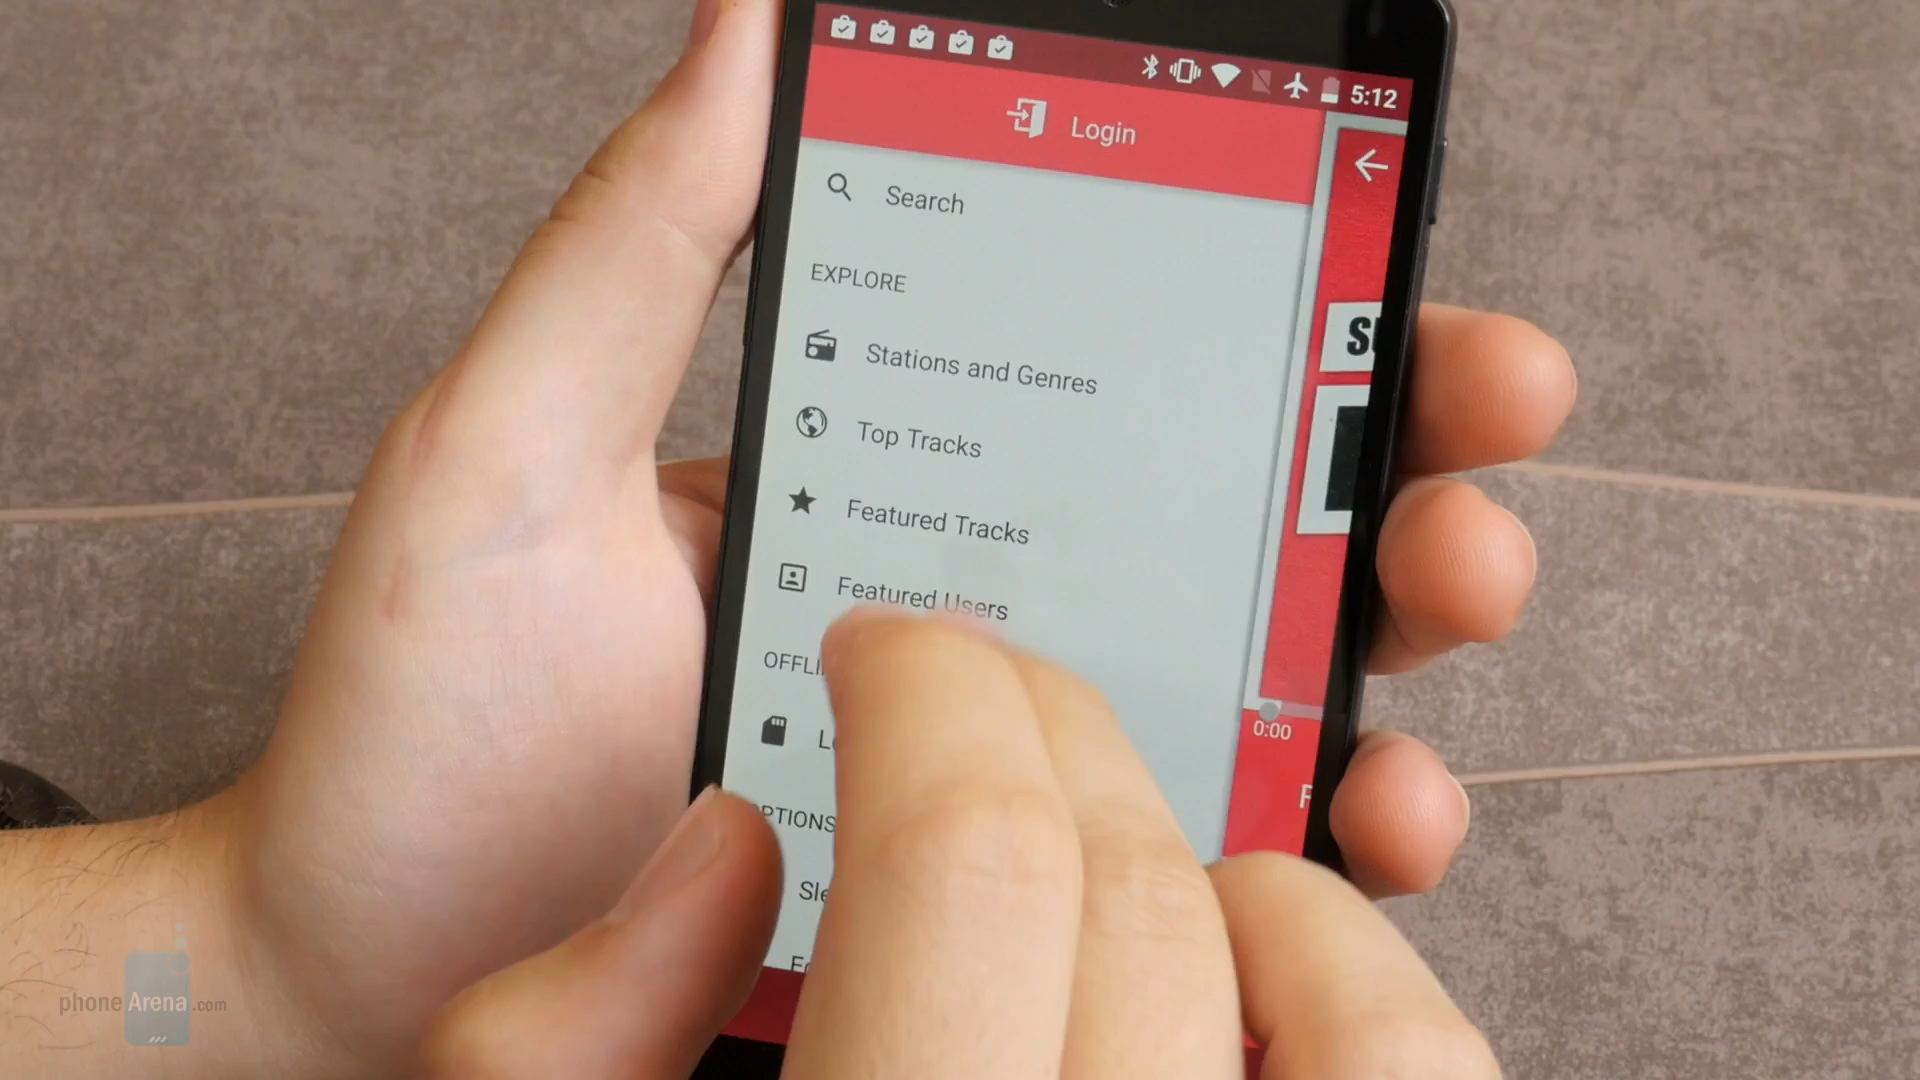 5:12
Login
Search
EXPLORE
Stations and Genres
Top Tracks
Featured Tracks
Featured Users
0:00
phoneArena.com